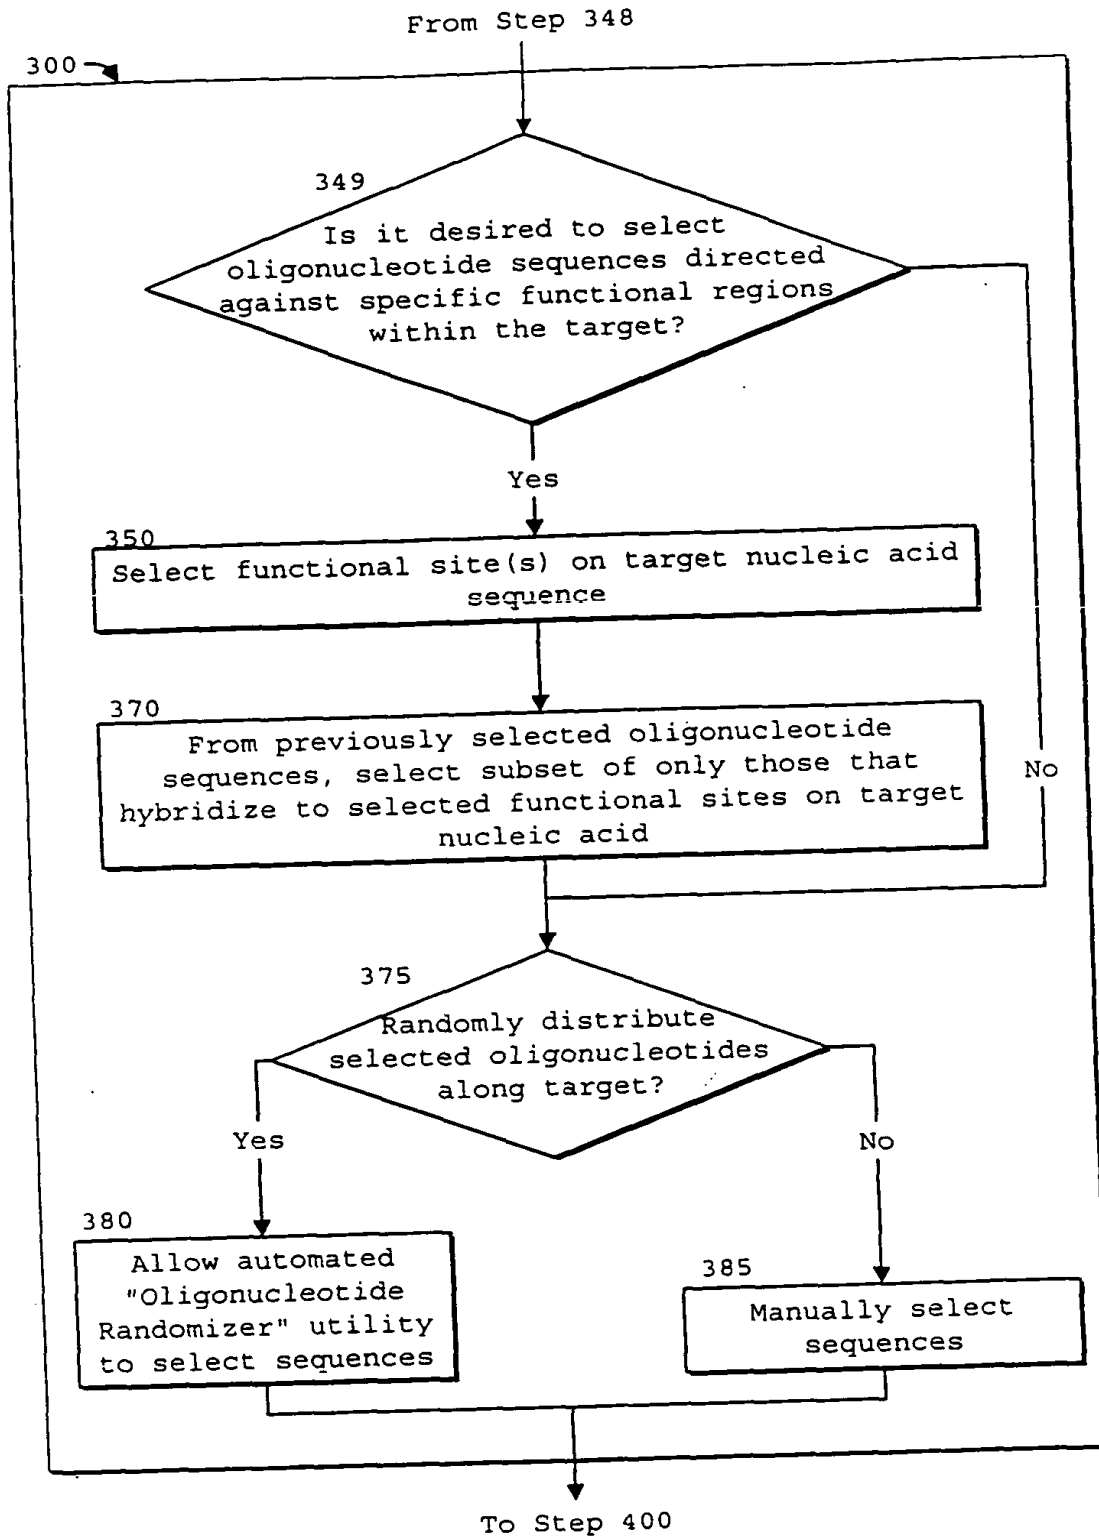 From Step 348
300
349
Is it desired to select
oligonucleotide sequences directed
against specific functional regions
within the target?
Yes
350
Select functional site(s) on target nucleic acid
sequence
370
From previously selected oligonucleotide
sequences, select subset of only those that
hybridize to selected functional sites on target
nucleic acid
No
375
Randomly distribute
selected oligonucleotides
along target?
Yes
No
380
Allow automated
"Oligonucleotide
Randomizer" utility
to select sequences
385
Manually select
sequences
To Step 400